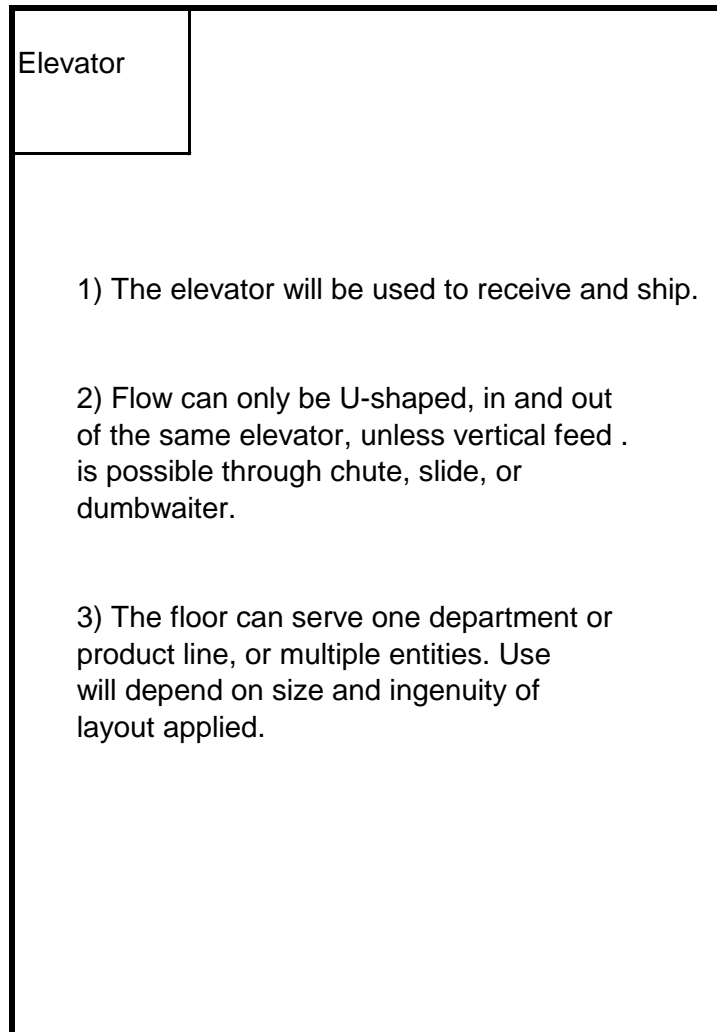 Elevator
1) The elevator will be used to receive and ship.
2) Flow can only be U-shaped, in and out
of the same elevator, unless vertical feed .
is possible through chute, slide, or
dumbwaiter.
3) The floor can serve one department or
product line, or multiple entities. Use
will depend on size and ingenuity of
layout applied.